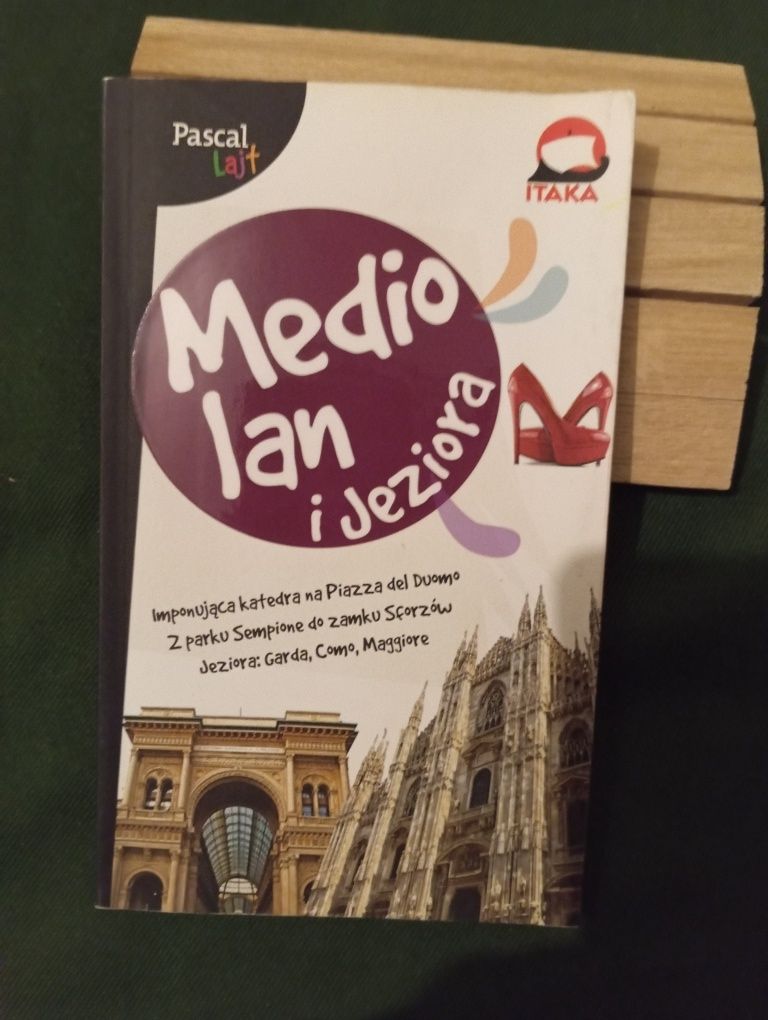 Pascal
Lajt
ITAKA
Medio
lan
i Jeziora
Imponująca katedra na Piazza del Duomo
Z parku Sempione do zamku Sforzów
Jeziora: Garda, Como, Maggiore